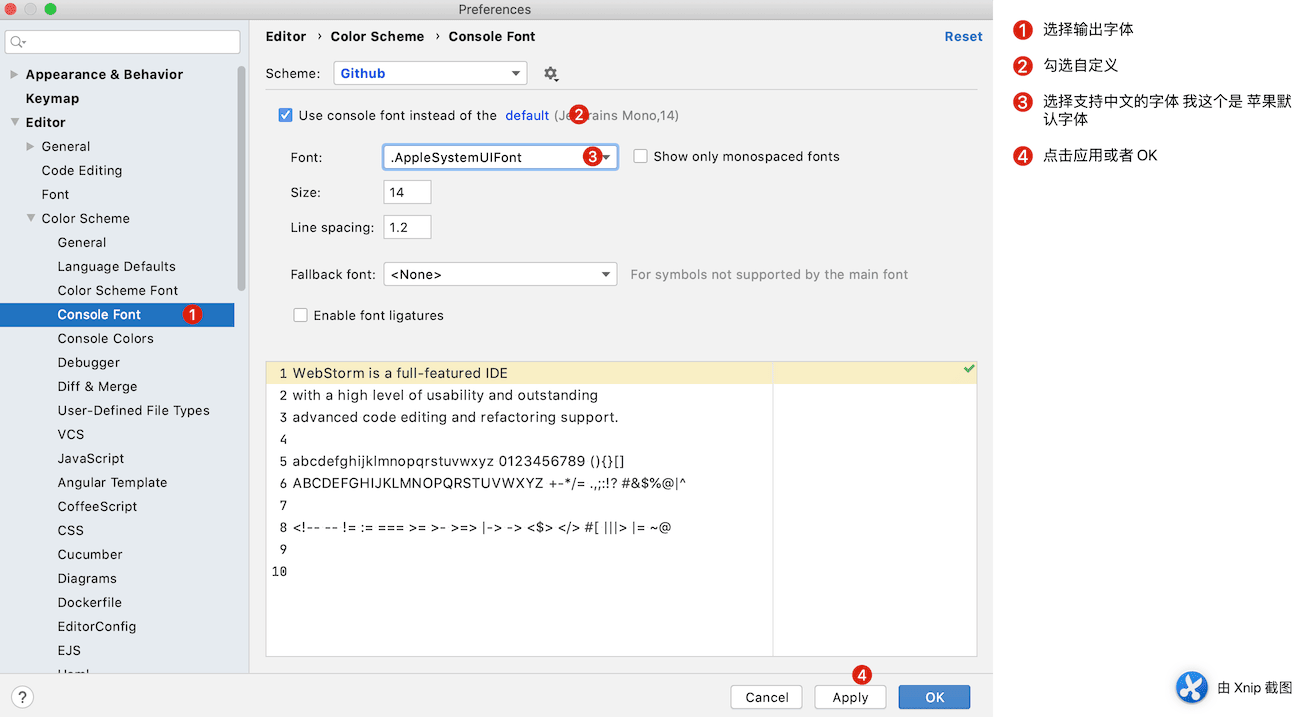 Preferences
Editor › Color Scheme › Console Font
Reset
Scheme: Github
Appearance & Behavior
Keymap
Editor
General
Code Editing
Font
Color Scheme
General
Language Defaults
Color Scheme Font
Console Font 1
Console Colors
Debugger
Diff & Merge
User-Defined File Types
VCS
JavaScript
Angular Template
CoffeeScript
CSS
Cucumber
Diagrams
Dockerfile
EditorConfig
EJS
Use console font instead of the default 2 Mono,14)
Font: .AppleSystemUIFont 3 Show only monospaced fonts
Size: 14
Line spacing: 1.2
Fallback font: <None> For symbols not supported by the main font
Enable font ligatures
1 WebStorm is a full-featured IDE
2 with a high level of usability and outstanding
3 advanced code editing and refactoring support.
4
5 abcdefghijklmnopqrstuvwxyz 0123456789 (){}[]
6 ABCDEFGHIJKLMNOPQRSTUVWXYZ +-*/= .,;:!? #&$%@|^
7
8 <!-- -- != := === >= >- >=> |-> -> <$> </> #[ |||> |= ~@
9
10
4
? Cancel Apply OK
1 选择输出字体
2 勾选自定义
3 选择支持中文的字体 我这个是 苹果默
认字体
4 点击应用或者 OK
由 Xnip 截图